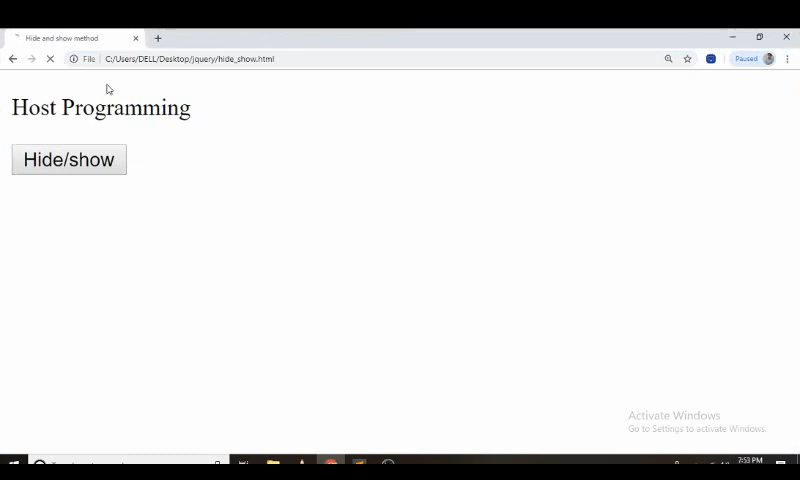 Hide and show method
File
C:/Users/DELL/Desktop/jquery/hide_show.html
Paused
Host Programming
Hide/show
Activate Windows
Go to Settings to activate Windows.
7:53 PM